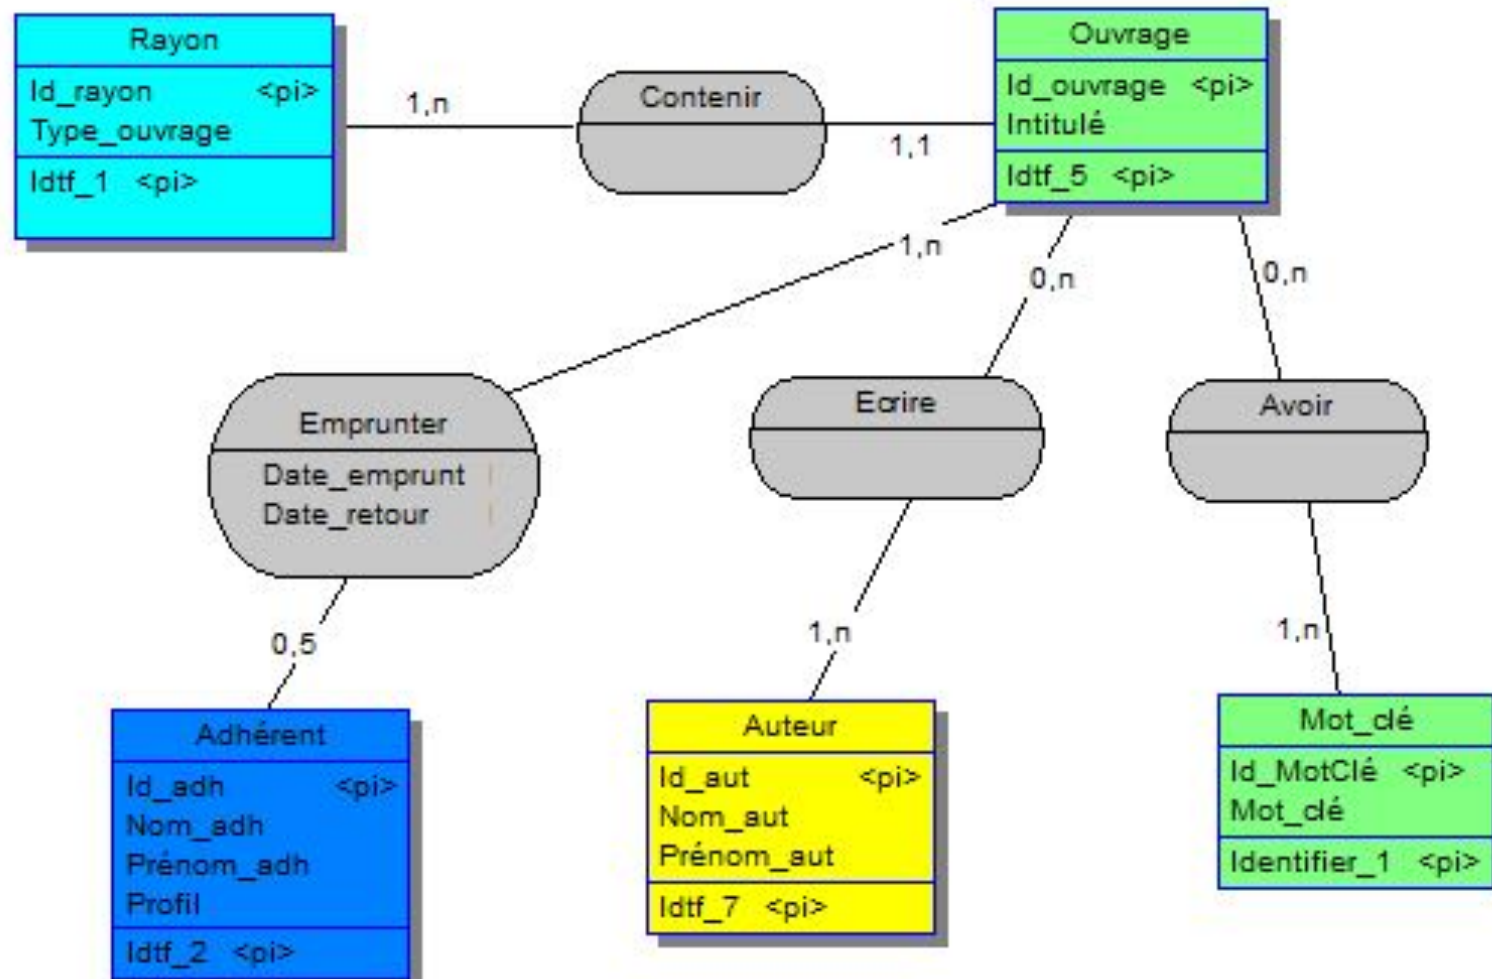 Rayon
Id_rayon <pi>
Type_ouvrage
Idtf_1 <pi>
1,n
Contenir
1,1
Ouvrage
Id_ouvrage <pi>
Intitulé
Idtf_5 <pi>
1,n
0,n
0,n
Emprunter
Date_emprunt
Date_retour
Ecrire
Avoir
0,5
1,n
1,n
Adhérent
Id_adh <pi>
Nom_adh
Prénom_adh
Profil
Idtf_2 <pi>
Auteur
Id_aut <pi>
Nom_aut
Prénom_aut
Idtf_7 <pi>
Mot_clé
Id_MotClé <pi>
Mot_clé
Identifier_1 <pi>